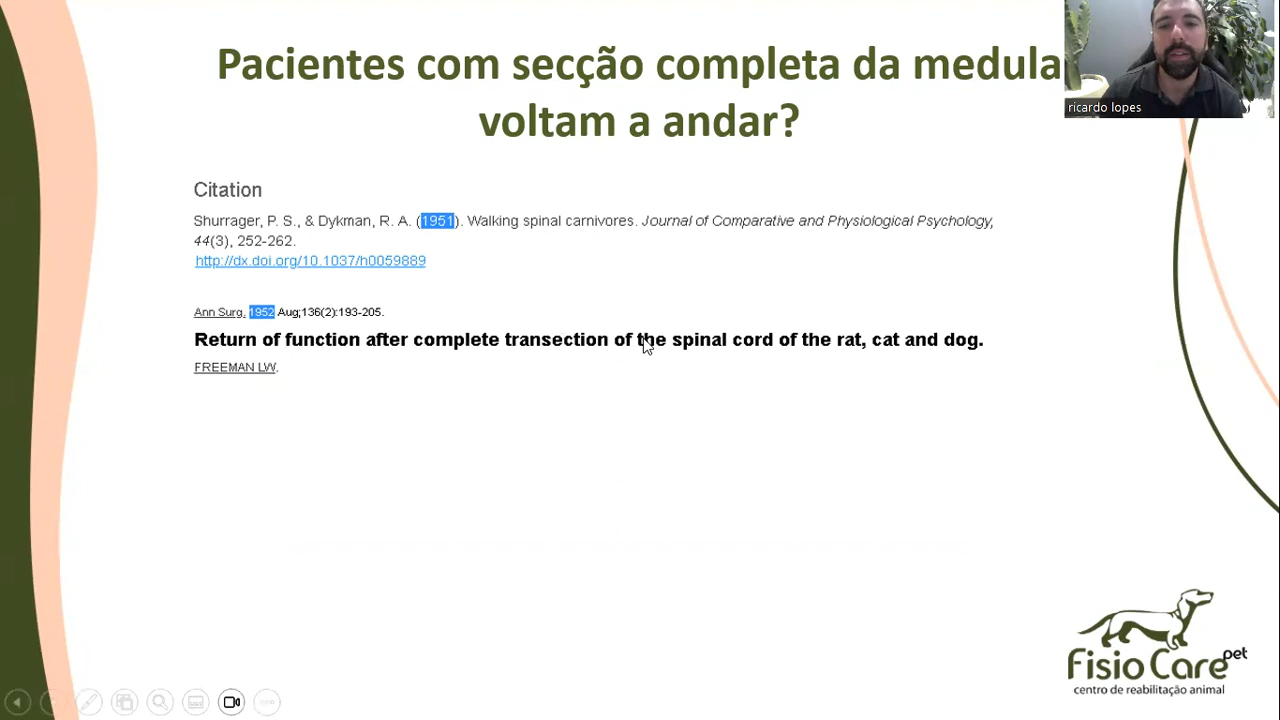 Pacientes com secção completa da medula
voltam a andar?
ricardo lopes
Citation
Shurrager, P. S., & Dykman, R. A. (1951). Walking spinal carnivores. Journal of Comparative and Physiological Psychology,
44(3), 252-262.
http://dx.doi.org/10.1037/h0059889
Ann Surg. 1952 Aug;136(2):193-205.
Return of function after complete transection of the spinal cord of the rat, cat and dog.
FREEMAN LW.
FisioCare pet
centro de reabilitação animal